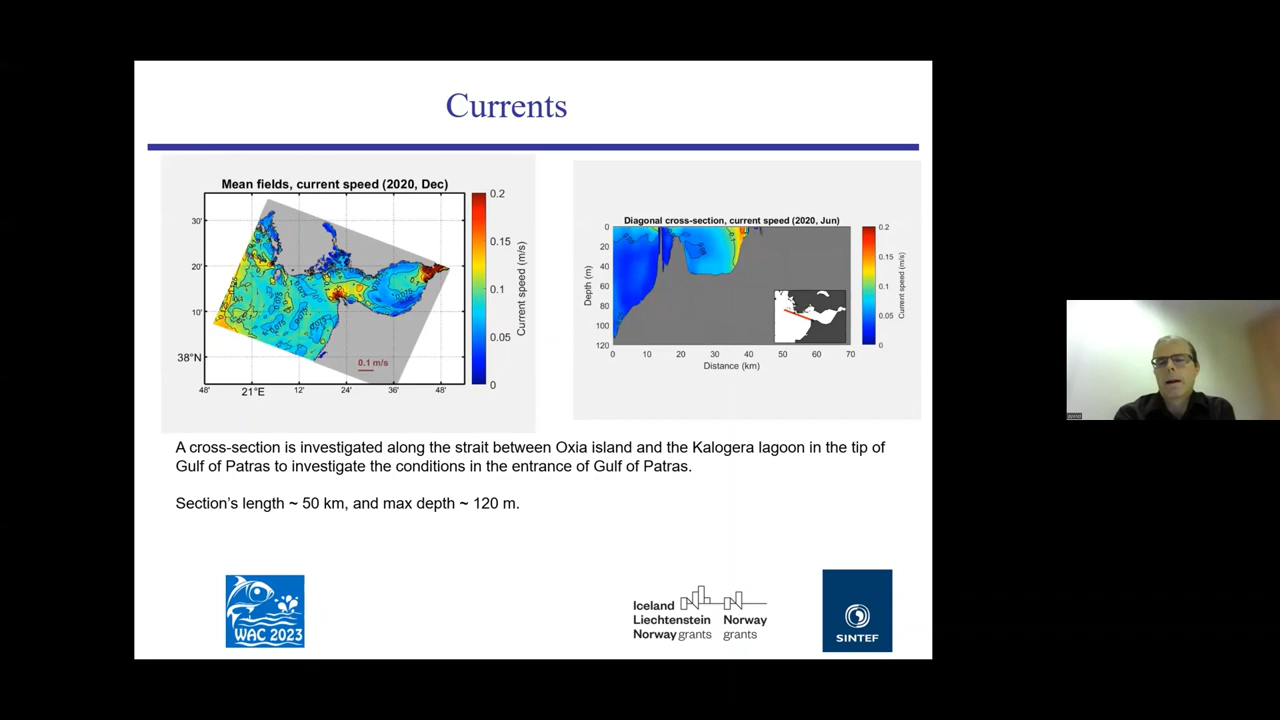 Currents
Mean fields, current speed (2020, Dec)
30'
20'
10'
38°N
48'
21°E
12'
24'
36'
48'
0.1 m/s
0.2
0.15
0.1
0.05
0
Current speed (m/s)
Diagonal cross-section, current speed (2020, Jun)
0
20
40
60
80
100
120
Depth (m)
0
10
20
30
40
50
60
70
Distance (km)
0.2
0.15
0.1
0.05
0
Current speed (m/s)
A cross-section is investigated along the strait between Oxia island and the Kalogera lagoon in the tip of
Gulf of Patras to investigate the conditions in the entrance of Gulf of Patras.
Section's length ~ 50 km, and max depth ~ 120 m.
WAC 2023
Iceland
Liechtenstein
Norway grants
Norway
grants
SINTEF